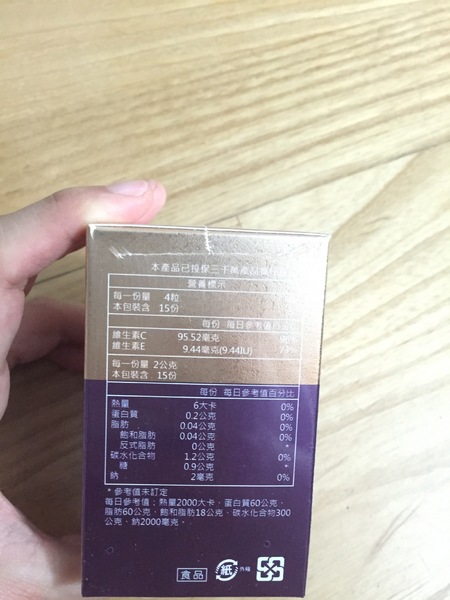 本產品已投保三千萬產品責任
營養標示
每一份量 4粒
本包裝含 15份
每份 每日參考值百分比
維生素C 95.52毫克
維生素E 9.44毫克(9.44IU)
每一份量 2公克
本包裝含 15份
每份 每日參考值百分比
熱量 6大卡 0%
蛋白質 0.2公克 0%
脂肪 0.04公克 0%
飽和脂肪 0.04公克 0%
反式脂肪 0公克 *
碳水化合物 1.2公克 0%
糖 0.9公克 *
鈉 2毫克 0%
* 參考值未訂定
每日參考值：熱量2000大卡、蛋白質60公克、
脂肪60公克、飽和脂肪18公克、碳水化合物300
公克、鈉2000毫克
食品 紙 外箱